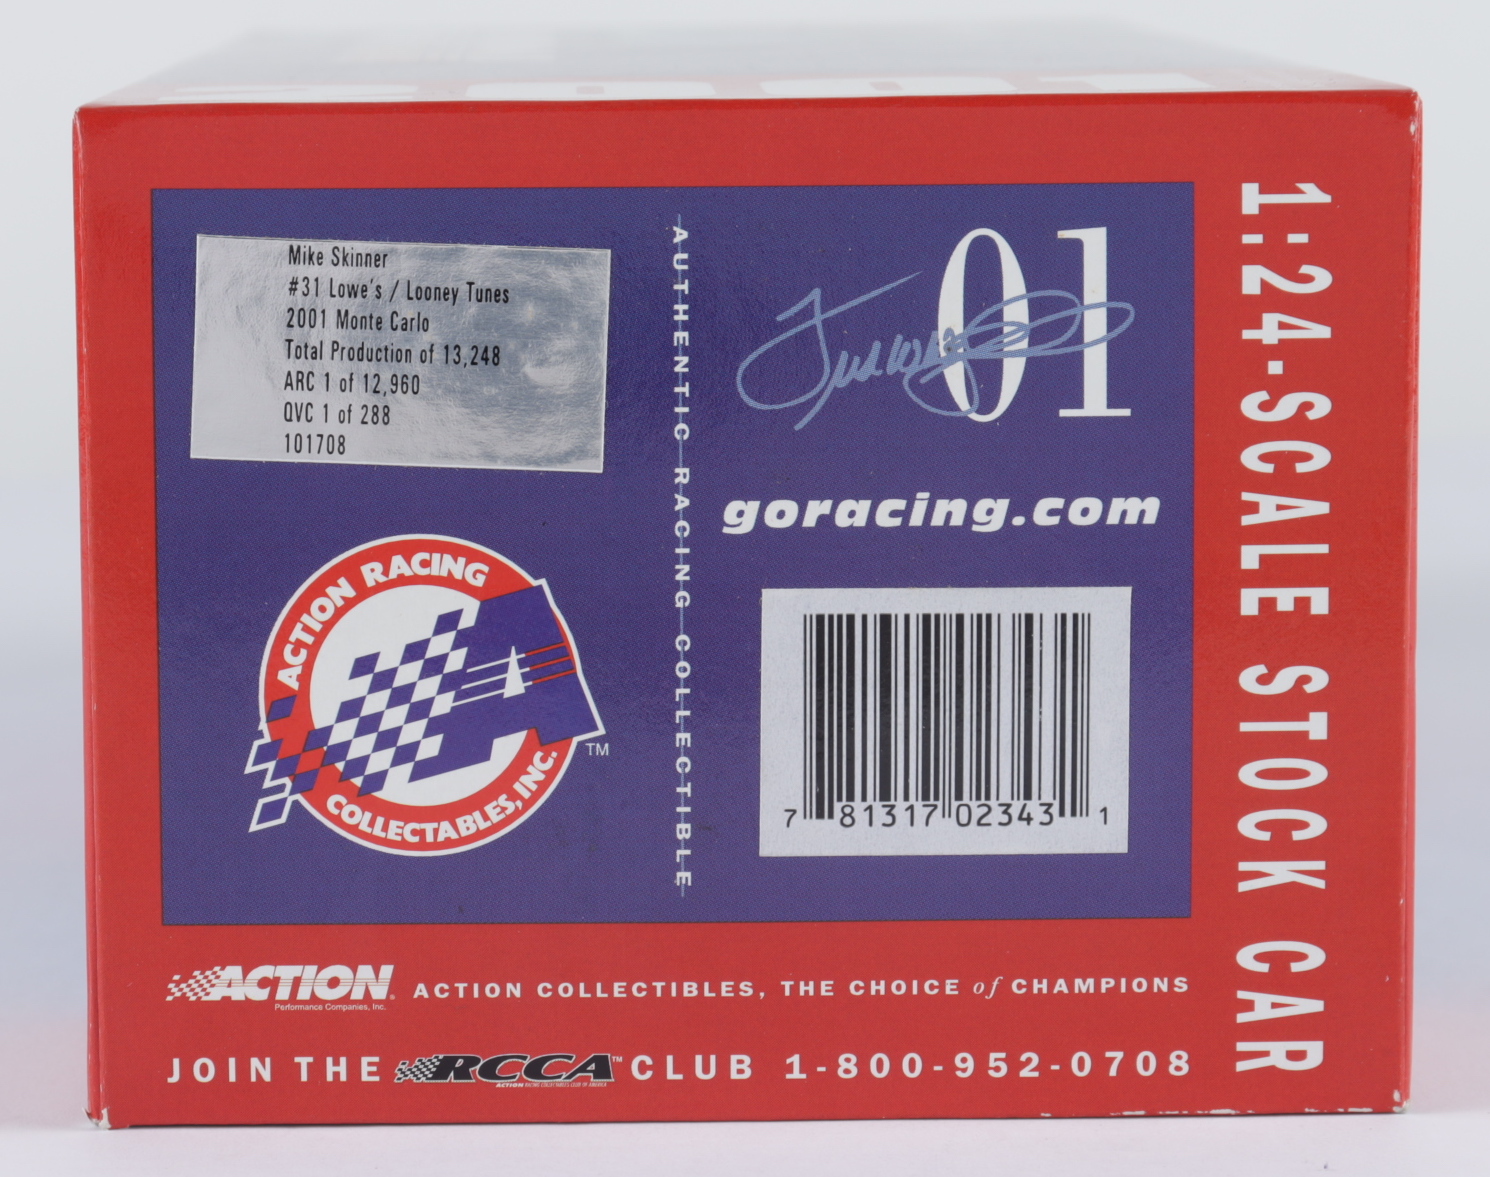 Mike Skinner
#31 Lowe's / Looney Tunes
2001 Monte Carlo
Total Production of 13,248
ARC 1 of 12,960
QVC 1 of 288
101708
ACTION RACING
COLLECTABLES, INC.
TM
AUTHENTIC RACING COLLECTIBLE
01
goracing.com
7 81317 02343 1
1:24-SCALE STOCK CAR
ACTION
Performance Companies, Inc.
ACTION COLLECTIBLES, THE CHOICE of CHAMPIONS
JOIN THE RCCA™ CLUB 1-800-952-0708